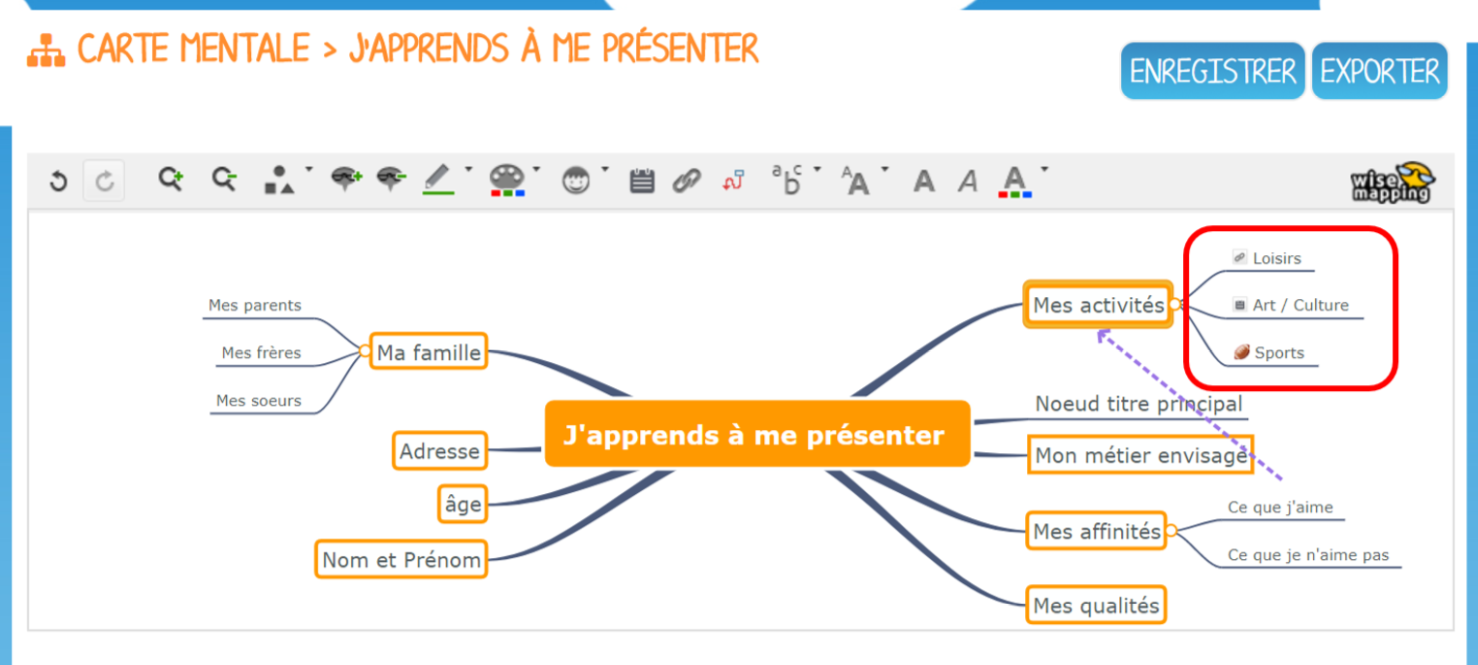 CARTE MENTALE > J'APPRENDS À ME PRÉSENTER
ENREGISTRER
EXPORTER
wise
mapping
Mes parents
Mes frères
Mes soeurs
Ma famille
Adresse
âge
Nom et Prénom
J'apprends à me présenter
Mes activités
Loisirs
Art / Culture
Sports
Noeud titre principal
Mon métier envisagé
Mes affinités
Ce que j'aime
Ce que je n'aime pas
Mes qualités